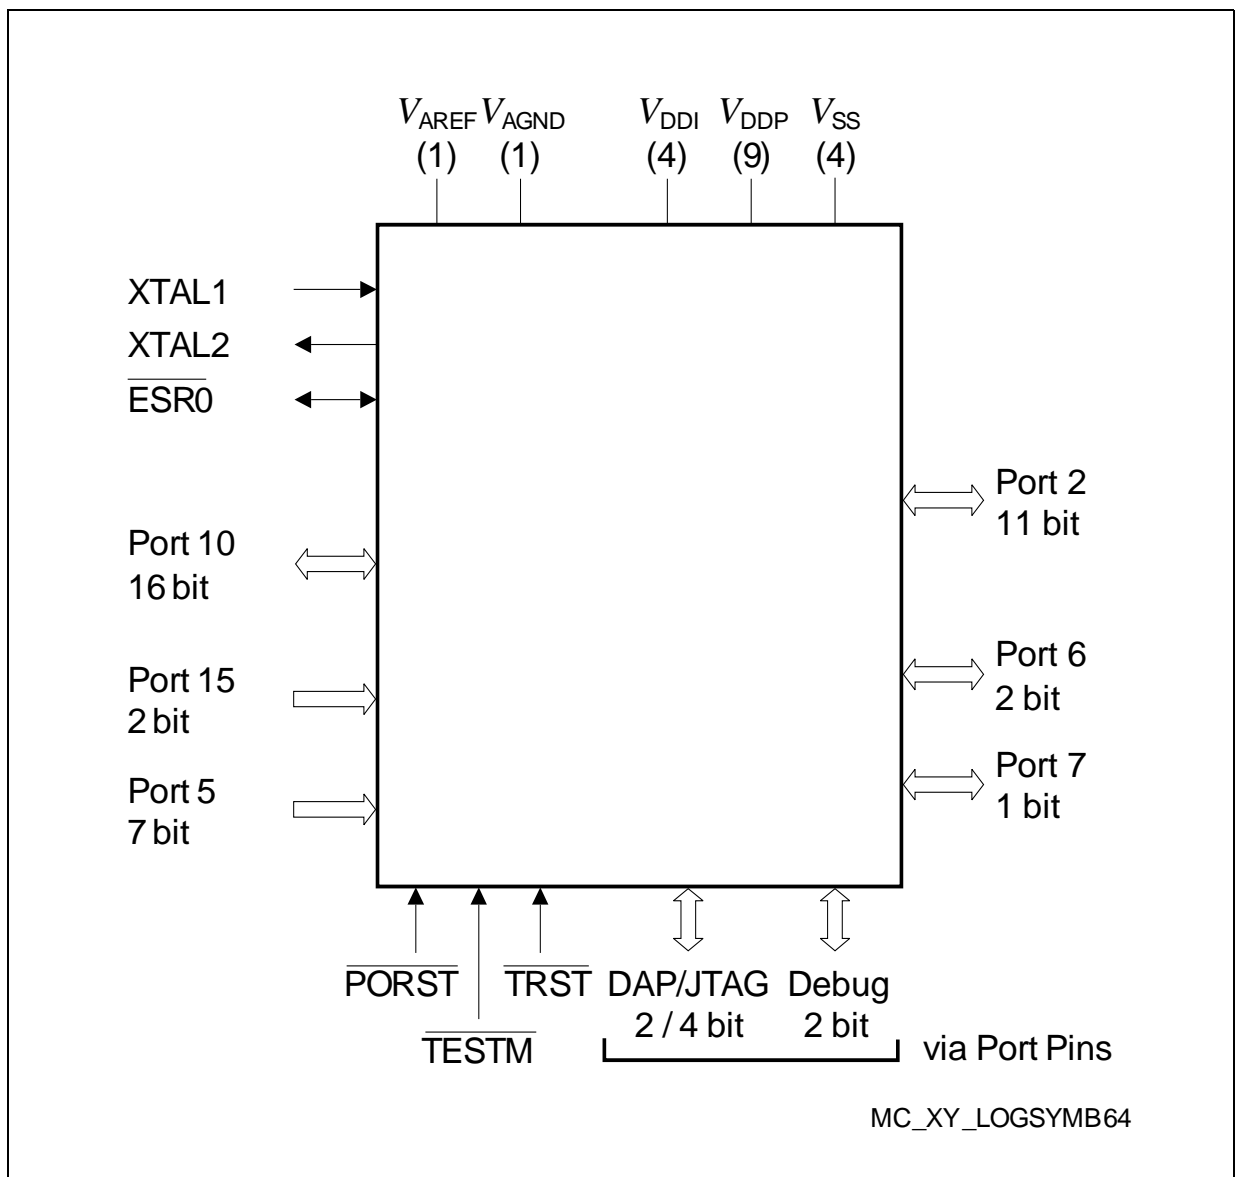 VAREF VAGND VDDI VDDP VSS
(1) (1) (4) (9) (4)
XTAL1
XTAL2
ESR0
Port 2
11 bit
Port 10
16 bit
Port 6
2 bit
Port 15
2 bit
Port 7
1 bit
Port 5
7 bit
PORST TRST DAP/JTAG Debug
2 / 4 bit 2 bit
TESTM
via Port Pins
MC_XY_LOGSYMB64